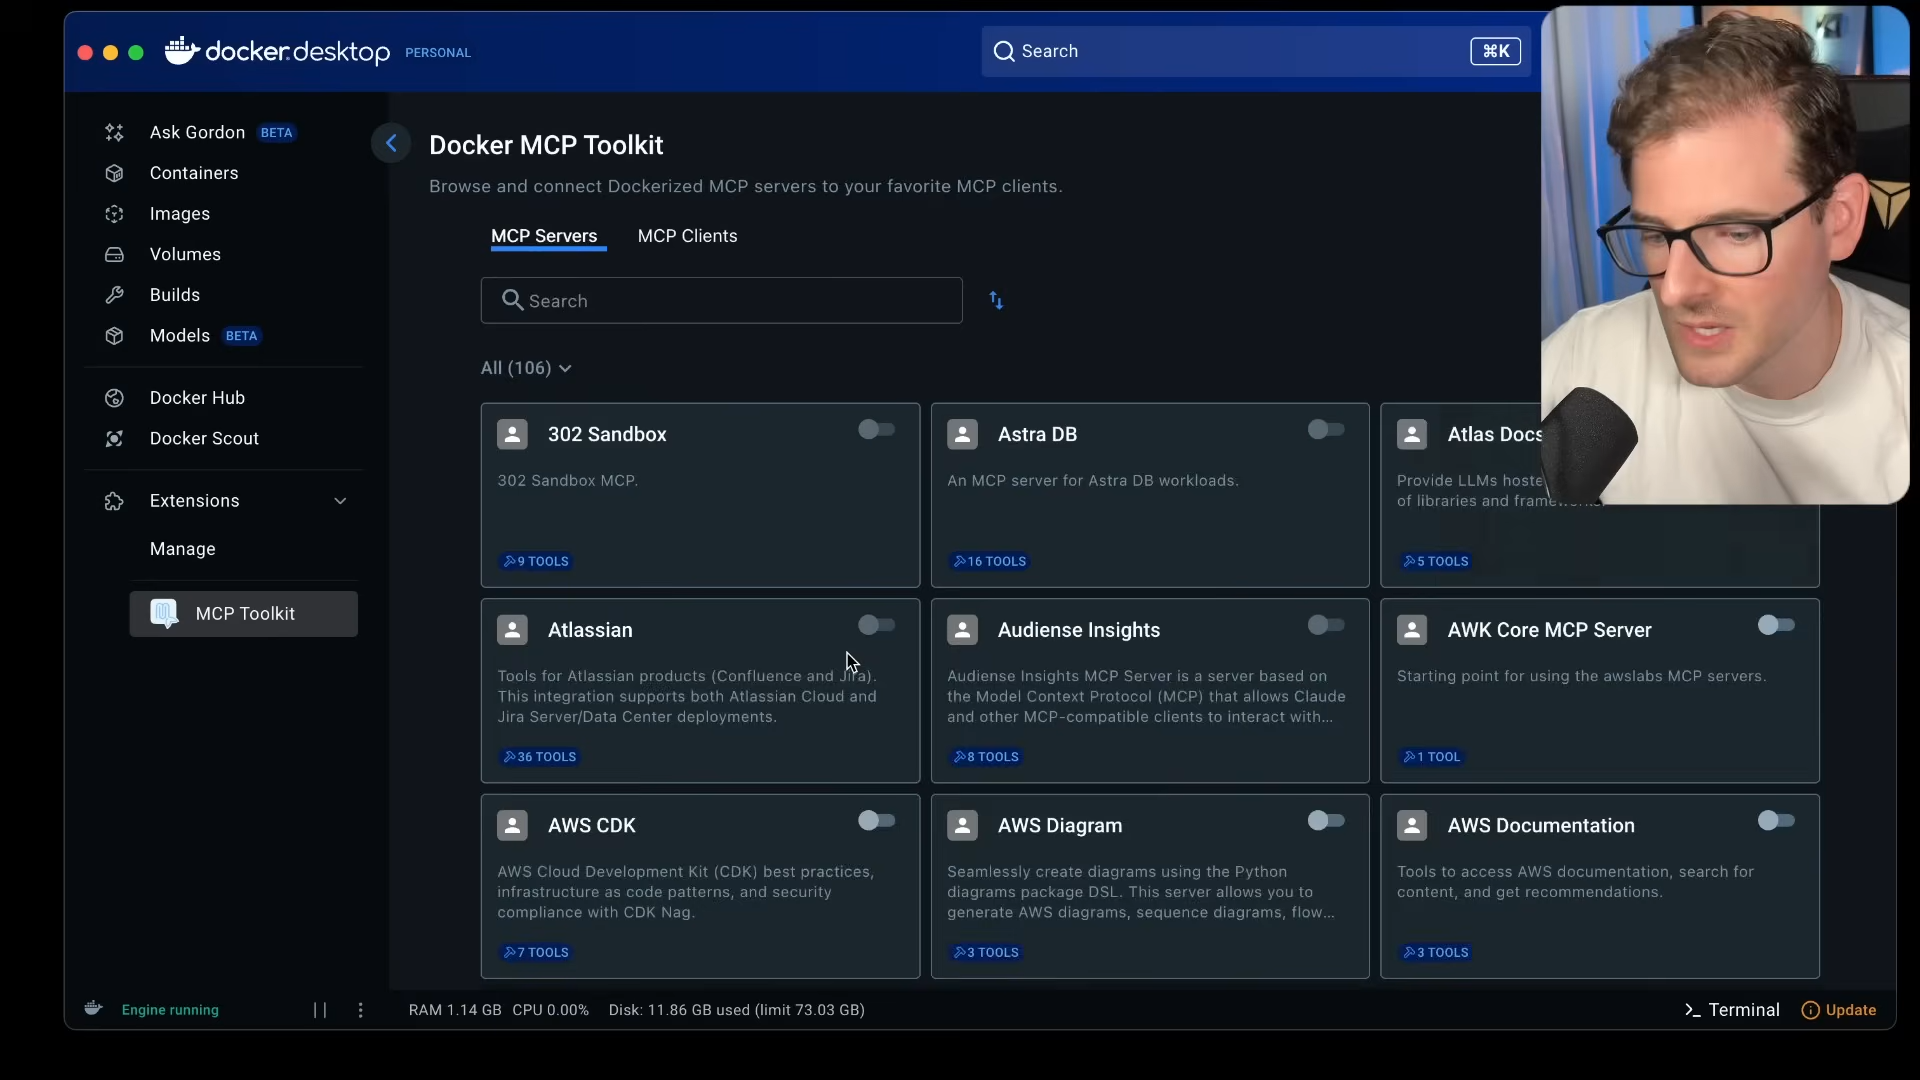 docker.desktop PERSONAL
Search
⌘K
Ask Gordon BETA
Containers
Images
Volumes
Builds
Models BETA
Docker Hub
Docker Scout
Extensions
Manage
MCP Toolkit
Docker MCP Toolkit
Browse and connect Dockerized MCP servers to your favorite MCP clients.
MCP Servers MCP Clients
Search
All (106)
302 Sandbox
302 Sandbox MCP.
9 TOOLS
Astra DB
An MCP server for Astra DB workloads.
16 TOOLS
Atlas Docs
Provide LLMs hoste
of libraries and frameworks.
5 TOOLS
Atlassian
Tools for Atlassian products (Confluence and Jira).
This integration supports both Atlassian Cloud and
Jira Server/Data Center deployments.
36 TOOLS
Audiense Insights
Audiense Insights MCP Server is a server based on
the Model Context Protocol (MCP) that allows Claude
and other MCP-compatible clients to interact with...
8 TOOLS
AWK Core MCP Server
Starting point for using the awslabs MCP servers.
1 TOOL
AWS CDK
AWS Cloud Development Kit (CDK) best practices,
infrastructure as code patterns, and security
compliance with CDK Nag.
7 TOOLS
AWS Diagram
Seamlessly create diagrams using the Python
diagrams package DSL. This server allows you to
generate AWS diagrams, sequence diagrams, flow...
3 TOOLS
AWS Documentation
Tools to access AWS documentation, search for
content, and get recommendations.
3 TOOLS
Engine running
RAM 1.14 GB CPU 0.00% Disk: 11.86 GB used (limit 73.03 GB)
Terminal
Update